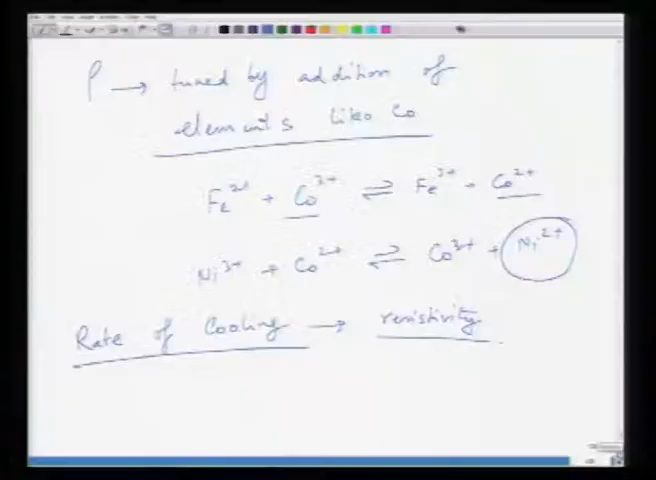 ρ → tuned by addition of
elements like Co
Fe²⁺ + Co³⁺ ⇌ Fe³⁺ + Co²⁺
Ni³⁺ + Co²⁺ ⇌ Co³⁺ + Ni²⁺
Rate of Cooling → resistivity